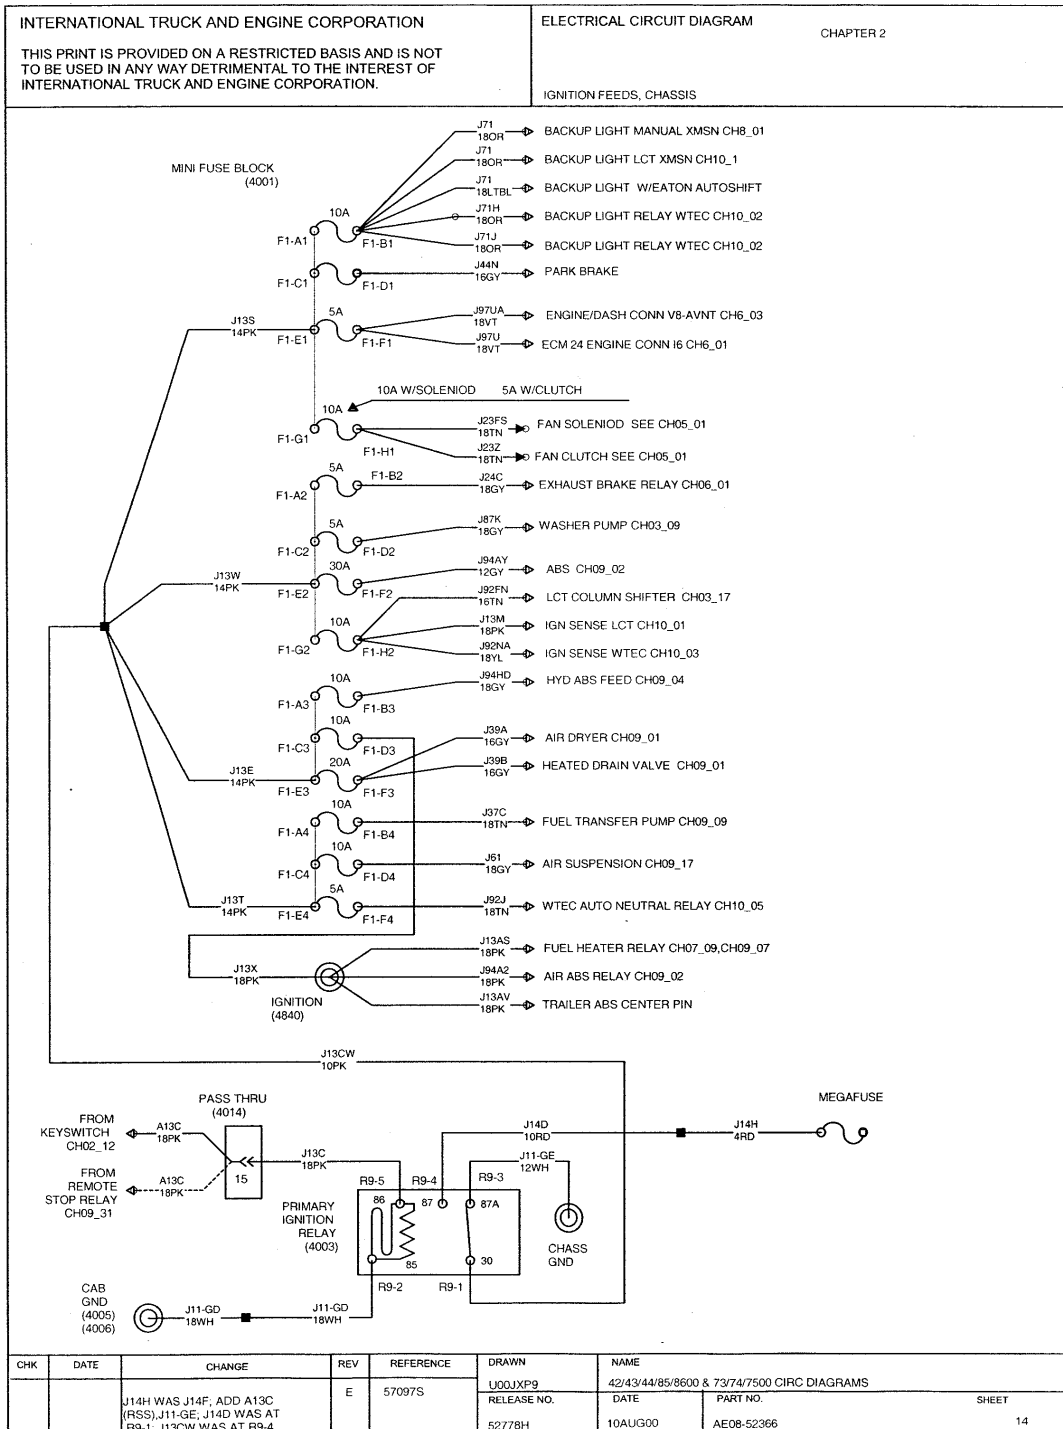 INTERNATIONAL TRUCK AND ENGINE CORPORATION
THIS PRINT IS PROVIDED ON A RESTRICTED BASIS AND IS NOT
TO BE USED IN ANY WAY DETRIMENTAL TO THE INTEREST OF
INTERNATIONAL TRUCK AND ENGINE CORPORATION.
ELECTRICAL CIRCUIT DIAGRAM
CHAPTER 2
IGNITION FEEDS, CHASSIS
MINI FUSE BLOCK
(4001)
J71
18OR
BACKUP LIGHT MANUAL XMSN CH8_01
J71
18OR
BACKUP LIGHT LCT XMSN CH10_1
J71
18LTBL
BACKUP LIGHT W/EATON AUTOSHIFT
10A
F1-A1
F1-B1
J71H
18OR
BACKUP LIGHT RELAY WTEC CH10_02
J71J
18OR
BACKUP LIGHT RELAY WTEC CH10_02
F1-C1
F1-D1
J44N
16GY
PARK BRAKE
J13S
14PK
5A
F1-E1
F1-F1
J97UA
18VT
ENGINE/DASH CONN V8-AVNT CH6_03
J97U
18VT
ECM 24 ENGINE CONN I6 CH6_01
10A W/SOLENIOD 5A W/CLUTCH
10A
F1-G1
F1-H1
J23FS
18TN
FAN SOLENIOD SEE CH05_01
J23Z
18TN
FAN CLUTCH SEE CH05_01
5A
F1-A2
F1-B2
J24C
18GY
EXHAUST BRAKE RELAY CH06_01
5A
F1-C2
F1-D2
J87K
18GY
WASHER PUMP CH03_09
J13W
14PK
30A
F1-E2
F1-F2
J94AY
12GY
ABS CH09_02
J92FN
16TN
LCT COLUMN SHIFTER CH03_17
10A
F1-G2
F1-H2
J13M
18PK
IGN SENSE LCT CH10_01
J92NA
18YL
IGN SENSE WTEC CH10_03
10A
F1-A3
F1-B3
J94HD
18GY
HYD ABS FEED CH09_04
10A
F1-C3
F1-D3
J39A
16GY
AIR DRYER CH09_01
J13E
14PK
20A
F1-E3
F1-F3
J39B
16GY
HEATED DRAIN VALVE CH09_01
10A
F1-A4
F1-B4
J37C
18TN
FUEL TRANSFER PUMP CH09_09
10A
F1-C4
F1-D4
J61
18GY
AIR SUSPENSION CH09_17
J13T
14PK
5A
F1-E4
F1-F4
J92J
18TN
WTEC AUTO NEUTRAL RELAY CH10_05
J13AS
18PK
FUEL HEATER RELAY CH07_09,CH09_07
J13X
18PK
J94A2
18PK
AIR ABS RELAY CH09_02
IGNITION
(4840)
J13AV
18PK
TRAILER ABS CENTER PIN
J13CW
10PK
PASS THRU
(4014)
MEGAFUSE
FROM
KEYSWITCH
CH02_12
A13C
18PK
J14D
10RD
J14H
4RD
FROM
REMOTE
STOP RELAY
CH09_31
A13C
18PK
15
J13C
18PK
J11-GE
12WH
R9-5
R9-4
R9-3
PRIMARY
IGNITION
RELAY
(4003)
86
87
87A
85
30
CHASS
GND
R9-2
R9-1
CAB
GND
(4005)
(4006)
J11-GD
18WH
J11-GD
18WH
CHK
DATE
CHANGE
REV
REFERENCE
DRAWN
NAME
J14H WAS J14F; ADD A13C
(RSS),J11-GE; J14D WAS AT
R9-1; J13CW WAS AT R9-4
E
57097S
U00JXP9
42/43/44/85/8600 & 73/74/7500 CIRC DIAGRAMS
RELEASE NO.
DATE
PART NO.
SHEET
52778H
10AUG00
AE08-52366
14